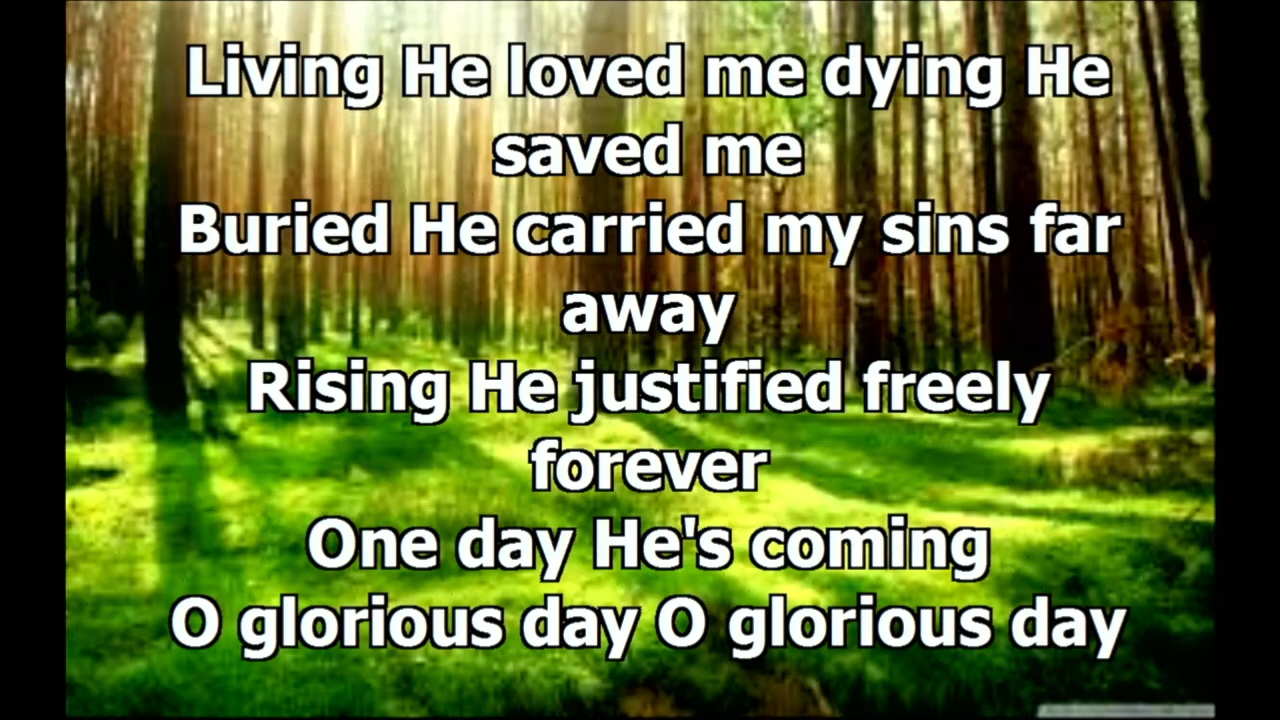 Living He loved me dying He
saved me
Buried He carried my sins far
away
Rising He justified freely
forever
One day He's coming
O glorious day O glorious day